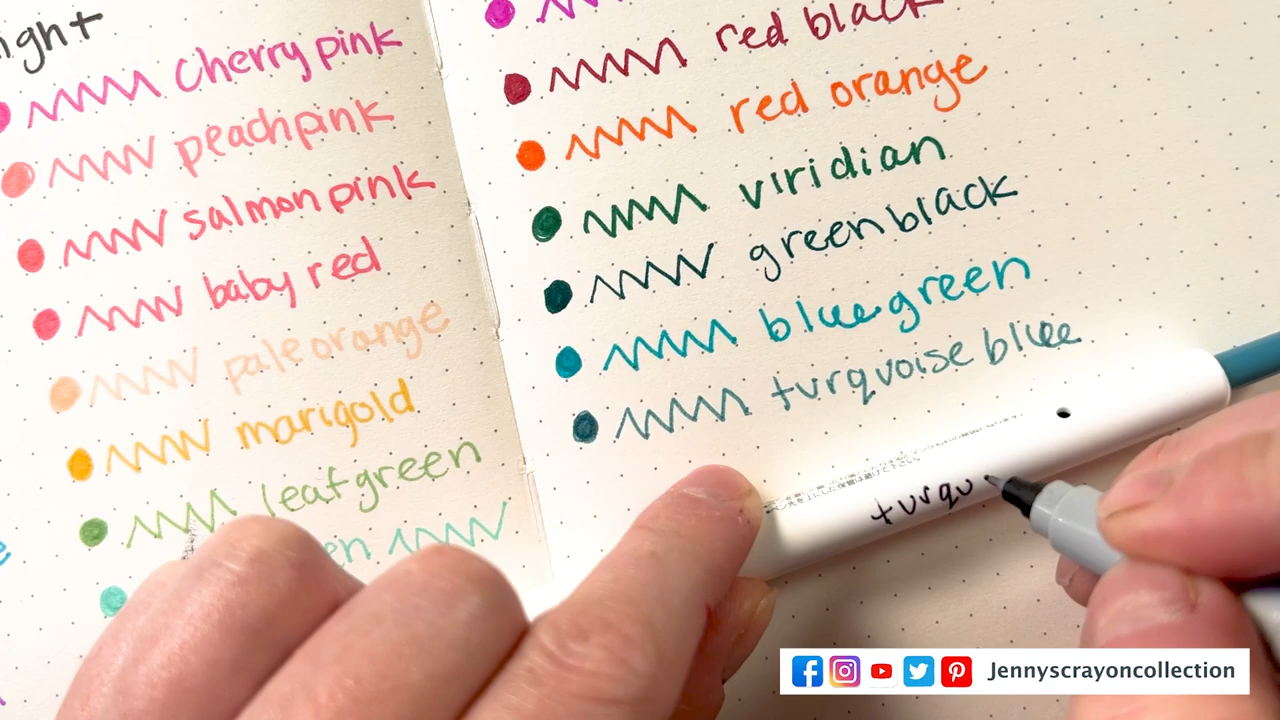 cherry pink
peach pink
salmon pink
baby red
pale orange
marigold
leaf green
red black
red orange
viridian
green black
blue green
turquoise blue
turqu
Jennyscrayoncollection